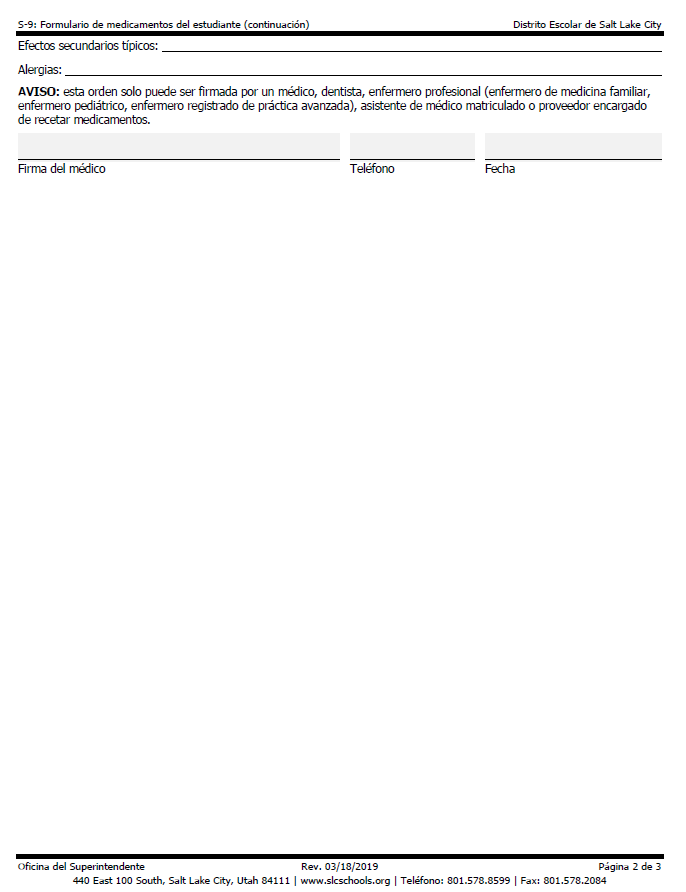 S-9: Formulario de medicamentos del estudiante (continuación) Distrito Escolar de Salt Lake City
Efectos secundarios típicos:
Alergias:
AVISO: esta orden solo puede ser firmada por un médico, dentista, enfermero profesional (enfermero de medicina familiar,
enfermero pediátrico, enfermero registrado de práctica avanzada), asistente de médico matriculado o proveedor encargado
de recetar medicamentos.
Firma del médico Teléfono Fecha
Oficina del Superintendente Rev. 03/18/2019 Página 2 de 3
440 East 100 South, Salt Lake City, Utah 84111 | www.slcschools.org | Teléfono: 801.578.8599 | Fax: 801.578.2084